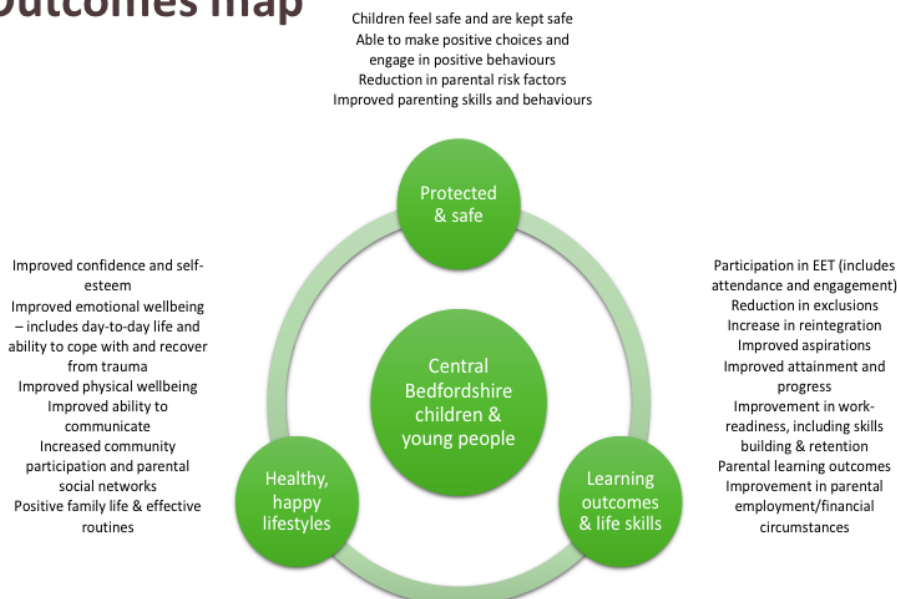 Outcomes map
Children feel safe and are kept safe
Able to make positive choices and
engage in positive behaviours
Reduction in parental risk factors
Improved parenting skills and behaviours
Protected
& safe
Improved confidence and self-
esteem
Improved emotional wellbeing
– includes day-to-day life and
ability to cope with and recover
from trauma
Improved physical wellbeing
Improved ability to
communicate
Increased community
participation and parental
social networks
Positive family life & effective
routines
Central
Bedfordshire
children &
young people
Participation in EET (includes
attendance and engagement)
Reduction in exclusions
Increase in reintegration
Improved aspirations
Improved attainment and
progress
Improvement in work-
readiness, including skills
building & retention
Parental learning outcomes
Improvement in parental
employment/financial
circumstances
Healthy,
happy
lifestyles
Learning
outcomes
& life skills